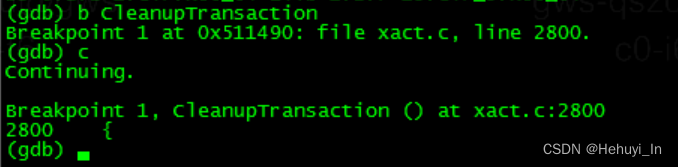 (gdb) b CleanupTransaction
Breakpoint 1 at 0x511490: file xact.c, line 2800.
(gdb) c
Continuing.
Breakpoint 1, CleanupTransaction () at xact.c:2800
2800 {
(gdb)
CSDN @Hehuyi_In